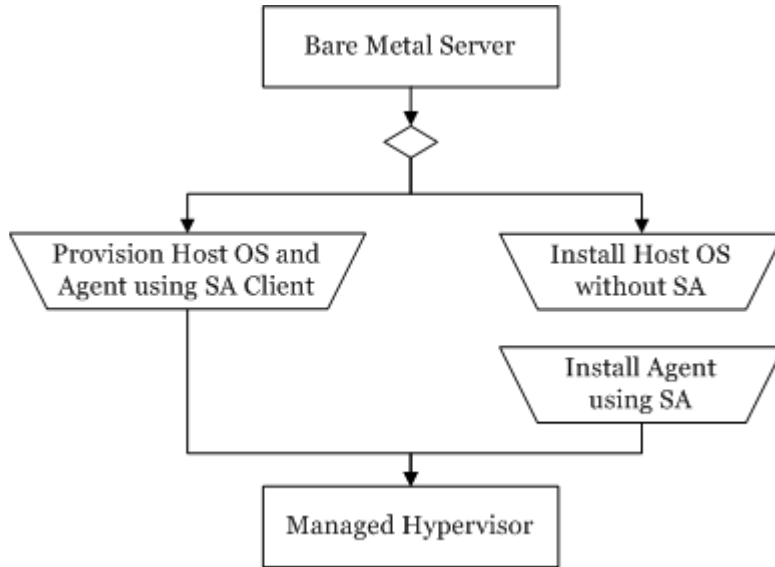 Bare Metal Server
Provision Host OS and
Agent using SA Client
Install Host OS
without SA
Install Agent
using SA
Managed Hypervisor